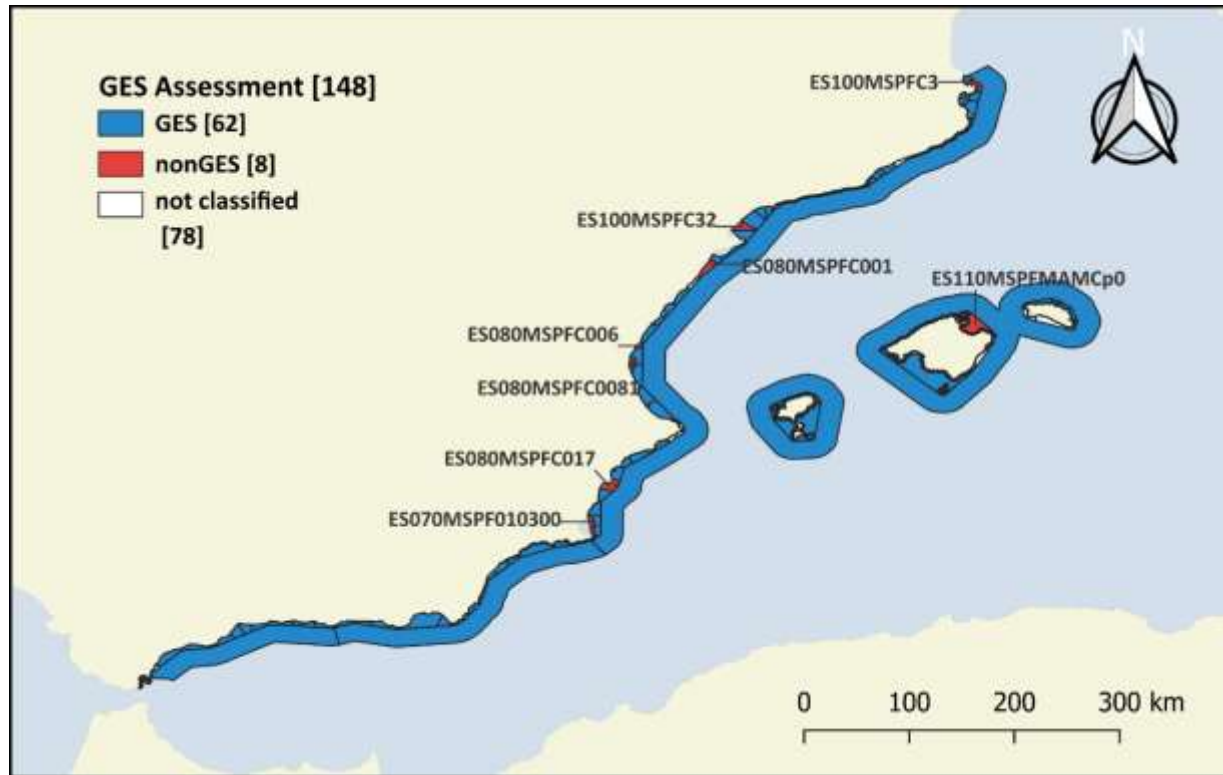 N
ES100MSPFC3
GES Assessment [148]
GES [62]
nonGES [8]
not classified
[78]
ES100MSPFC32
ES080MSPFC001
ES110MSPFMAMCp0
ES080MSPFC006
ES080MSPFC0081
ES080MSPFC017
ES070MSPF010300
0 100 200 300 km